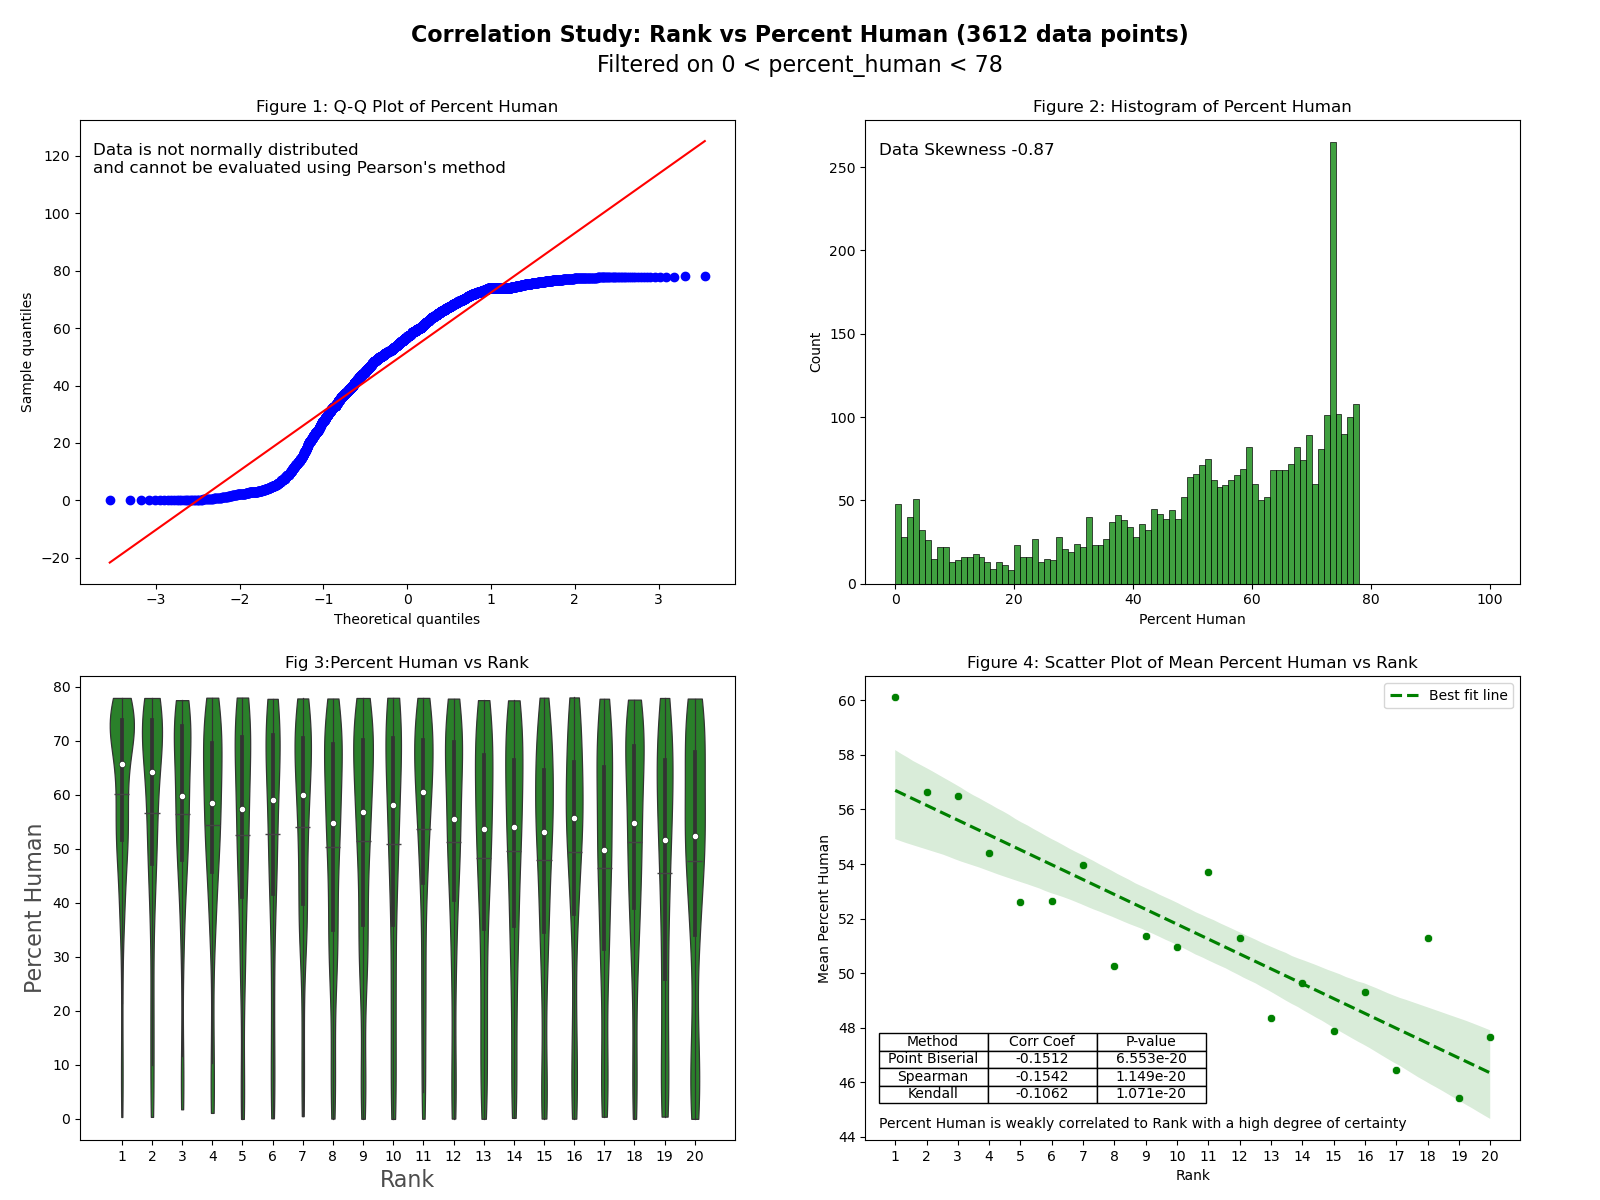 Correlation Study: Rank vs Percent Human (3612 data points)
Filtered on 0 < percent_human < 78
Figure 1: Q-Q Plot of Percent Human
Data is not normally distributed
and cannot be evaluated using Pearson's method
120
100
80
60
40
20
0
−20
Sample quantiles
−3 −2 −1 0 1 2 3
Theoretical quantiles
Figure 2: Histogram of Percent Human
Data Skewness -0.87
250
200
150
100
50
0
Count
0 20 40 60 80 100
Percent Human
Fig 3:Percent Human vs Rank
80
70
60
50
40
30
20
10
0
Percent Human
1 2 3 4 5 6 7 8 9 10 11 12 13 14 15 16 17 18 19 20
Rank
Figure 4: Scatter Plot of Mean Percent Human vs Rank
Best fit line
60
58
56
54
52
50
48
46
44
Mean Percent Human
Method Corr Coef P-value
Point Biserial -0.1512 6.553e-20
Spearman -0.1542 1.149e-20
Kendall -0.1062 1.071e-20
Percent Human is weakly correlated to Rank with a high degree of certainty
1 2 3 4 5 6 7 8 9 10 11 12 13 14 15 16 17 18 19 20
Rank